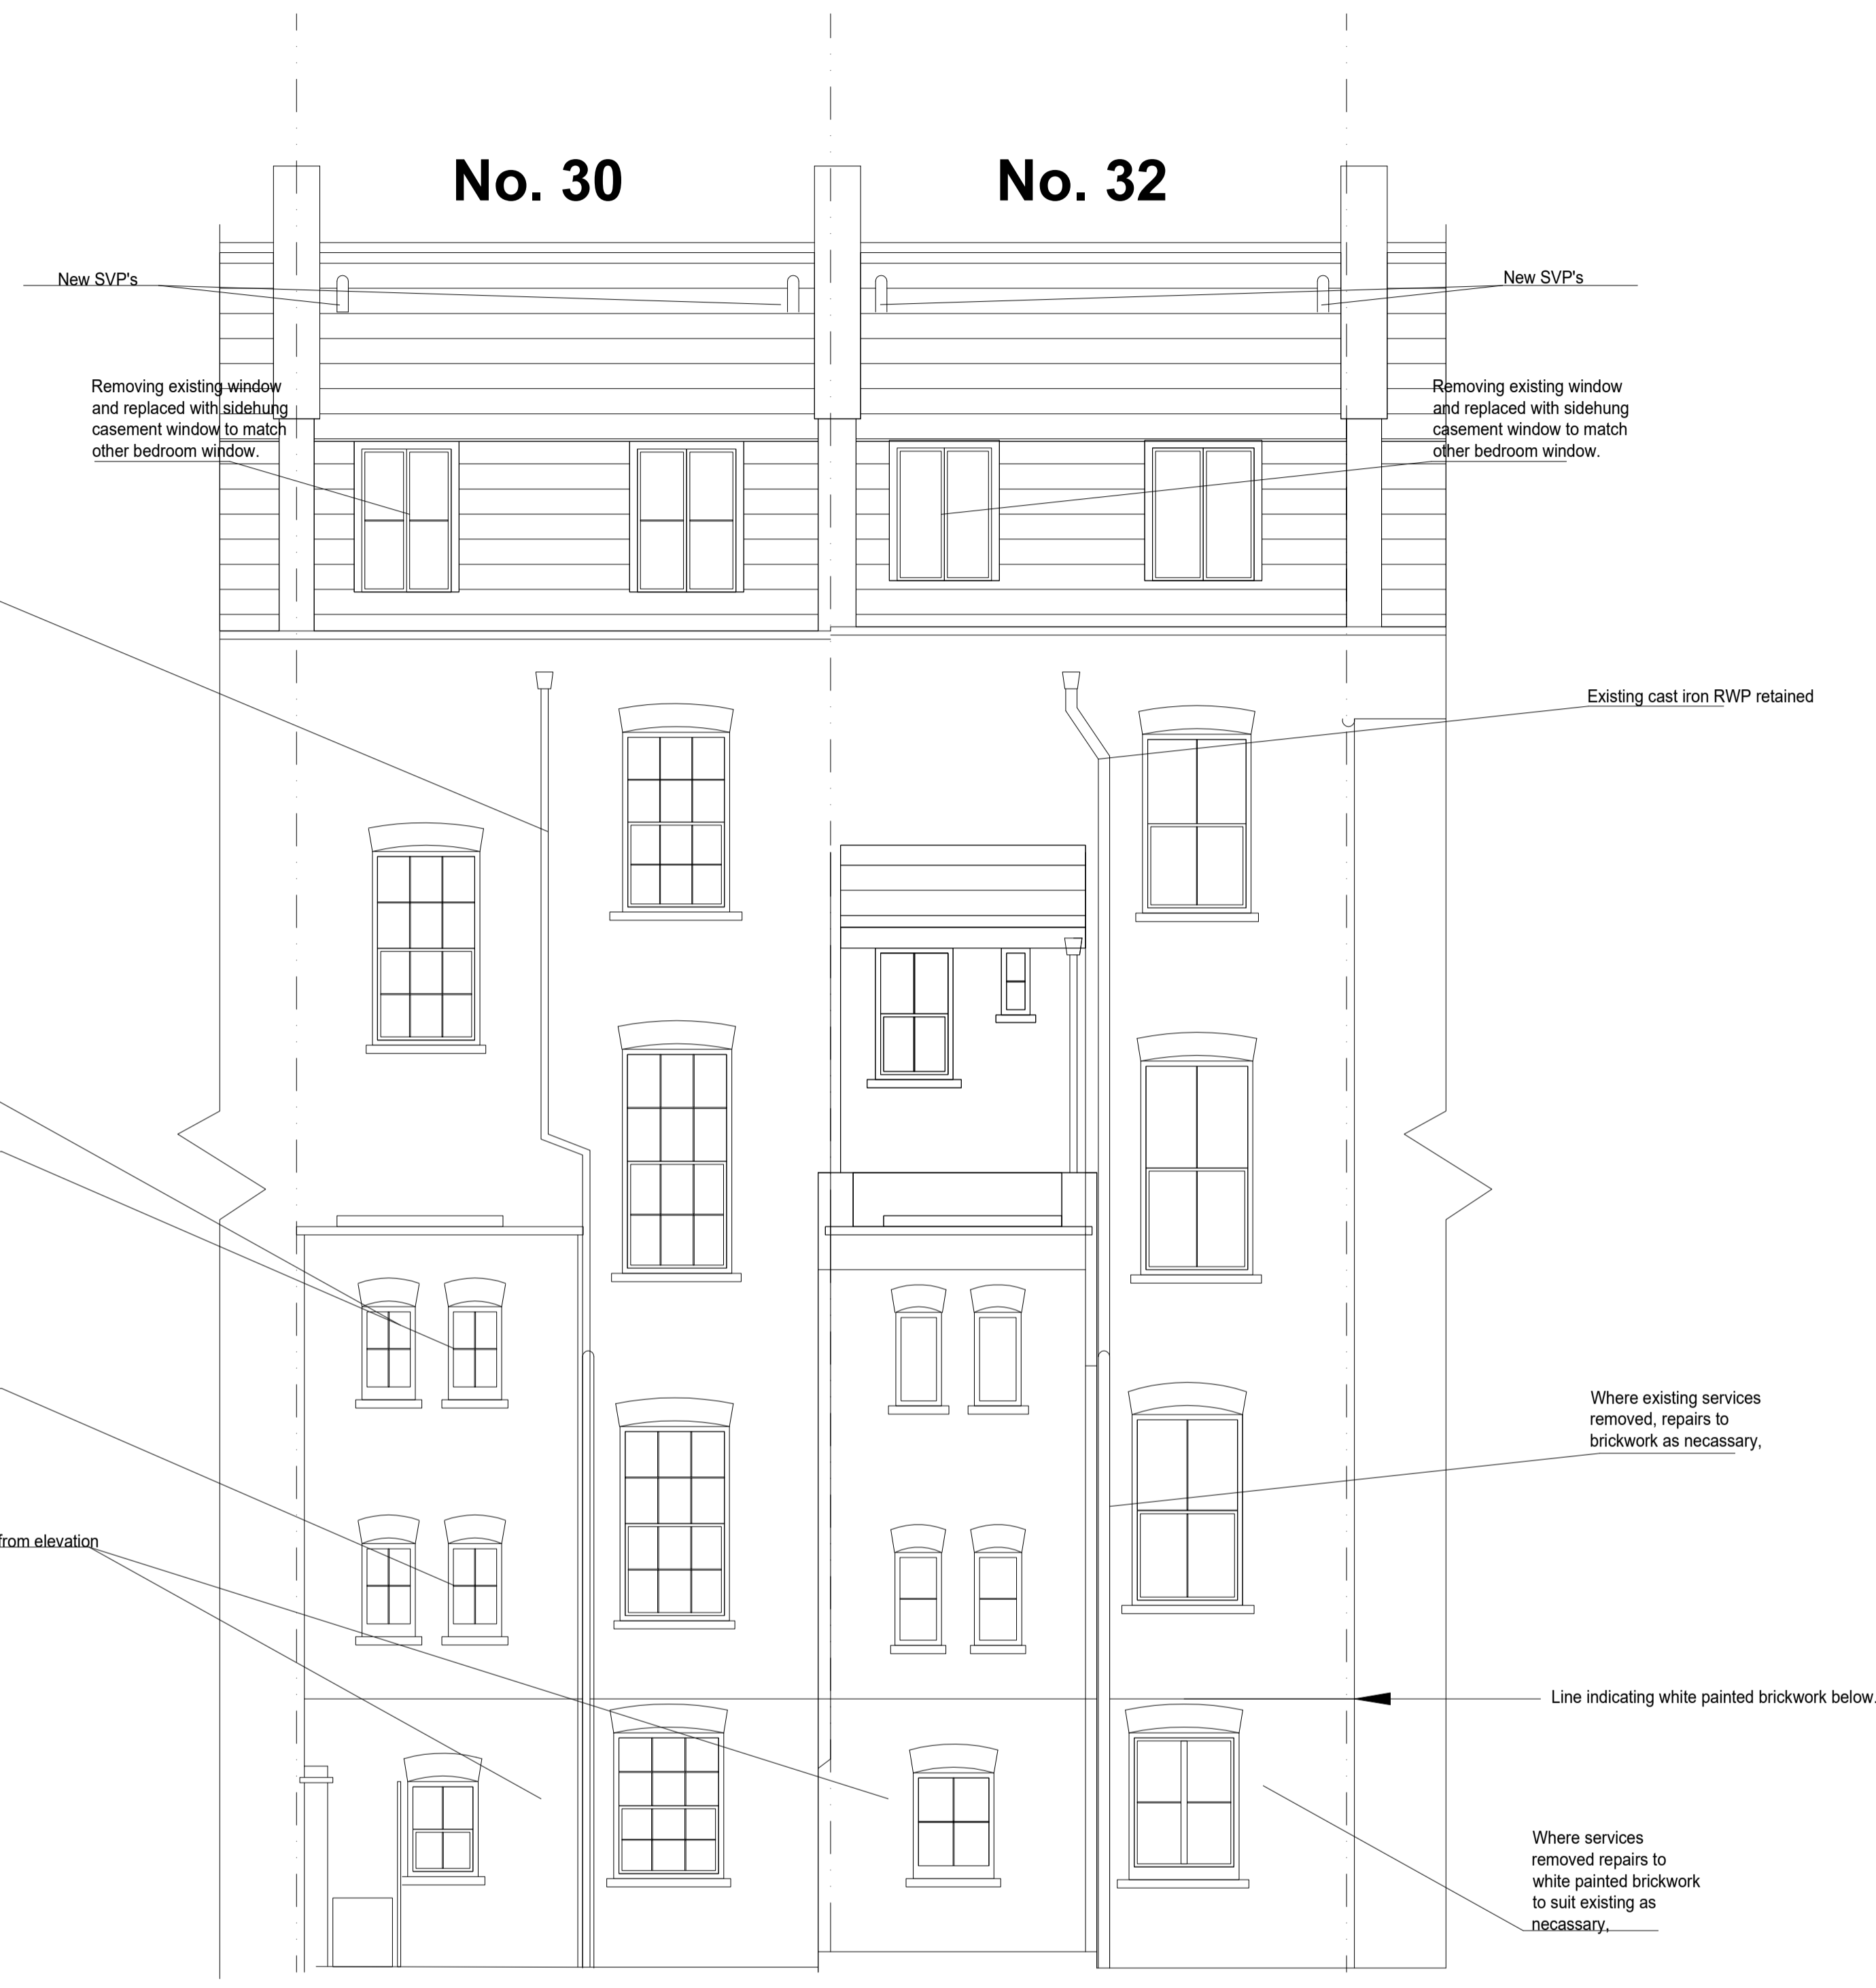 No. 30
No. 32
New SVP's
New SVP's
Removing existing window
and replaced with sidehung
casement window to match
other bedroom window.
Removing existing window
and replaced with sidehung
casement window to match
other bedroom window.
Existing cast iron RWP retained
Where existing services
removed, repairs to
brickwork as necassary,
from elevation
Line indicating white painted brickwork below.
Where services
removed repairs to
white painted brickwork
to suit existing as
necassary,